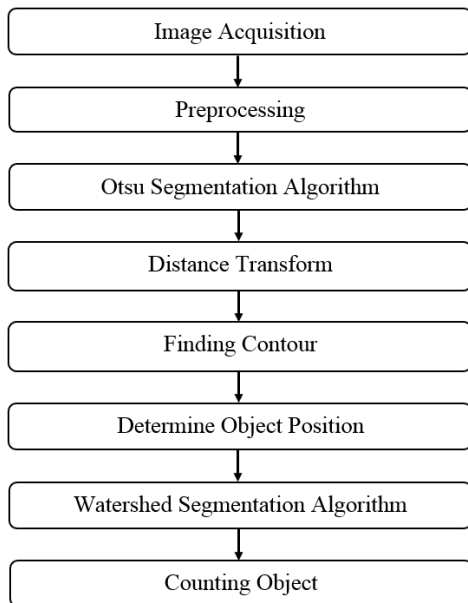 Image Acquisition
Preprocessing
Otsu Segmentation Algorithm
Distance Transform
Finding Contour
Determine Object Position
Watershed Segmentation Algorithm
Counting Object